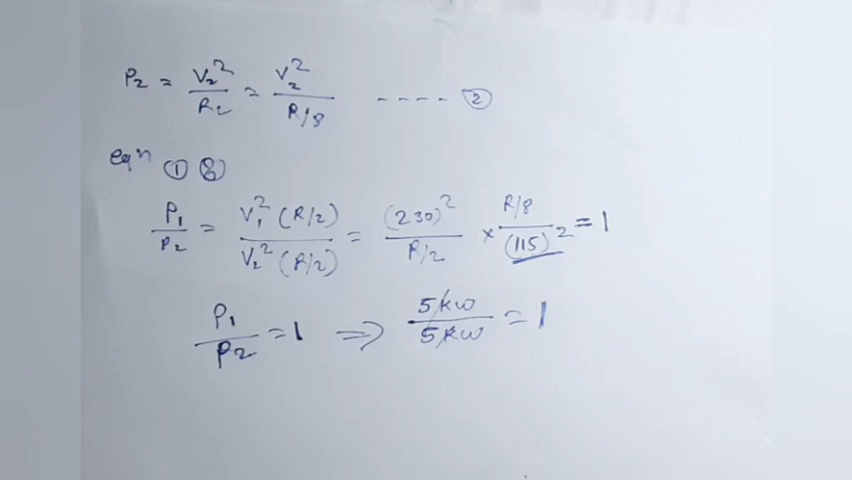 P₂ = V₂²/R₂ = V₂²/R/8 ---- ②
eqⁿ ① &
P₁/P₂ = V₁² (R/2)/V₂² (R/2) = (230)²/R/2 × R/8/(115)² = 1
P₁/P₂ = 1 ⇒ 5kw/5kw = 1